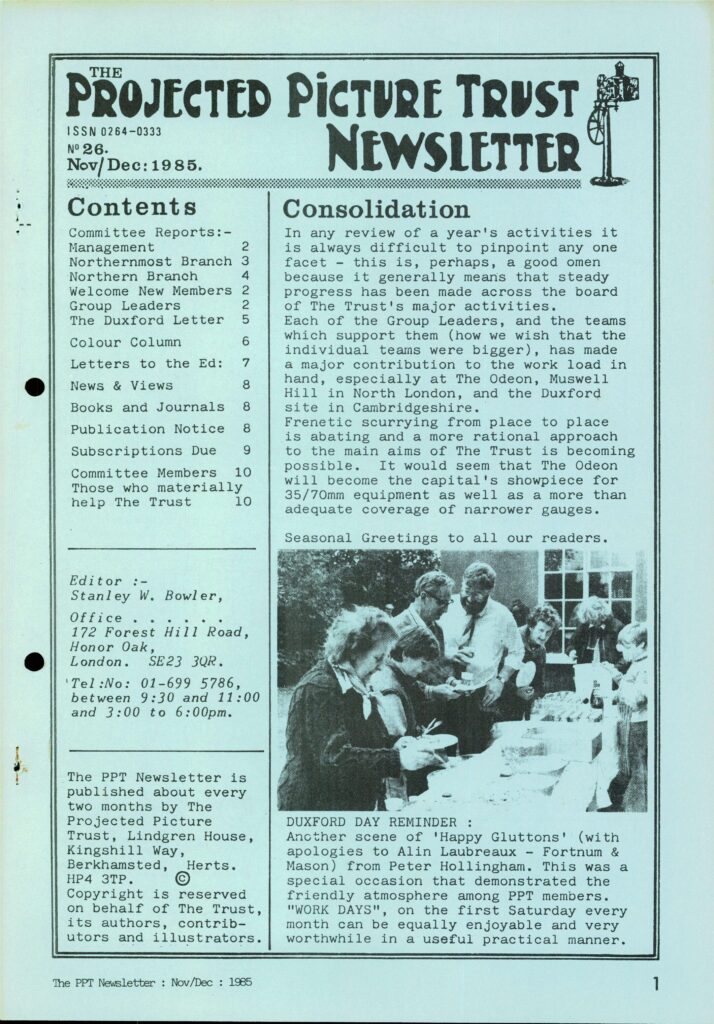 THE
PROJECTED PICTURE TRUST
NEWSLETTER
ISSN 0264-0333
Nº 26.
Nov/Dec:1985.
Contents
Committee Reports:-
Management 2
Northernmost Branch 3
Northern Branch 4
Welcome New Members 2
Group Leaders 2
The Duxford Letter 5
Colour Column 6
Letters to the Ed: 7
News & Views 8
Books and Journals 8
Publication Notice 8
Subscriptions Due 9
Committee Members 10
Those who materially
help The Trust 10
Editor :-
Stanley W. Bowler,
Office . . . . . .
172 Forest Hill Road,
Honor Oak,
London. SE23 3QR.
Tel:No: 01-699 5786,
between 9:30 and 11:00
and 3:00 to 6:00pm.
The PPT Newsletter is
published about every
two months by The
Projected Picture
Trust, Lindgren House,
Kingshill Way,
Berkhamsted, Herts.
HP4 3TP. ©
Copyright is reserved
on behalf of The Trust,
its authors, contrib-
utors and illustrators.
Consolidation
In any review of a year's activities it
is always difficult to pinpoint any one
facet - this is, perhaps, a good omen
because it generally means that steady
progress has been made across the board
of The Trust's major activities.
Each of the Group Leaders, and the teams
which support them (how we wish that the
individual teams were bigger), has made
a major contribution to the work load in
hand, especially at The Odeon, Muswell
Hill in North London, and the Duxford
site in Cambridgeshire.
Frenetic scurrying from place to place
is abating and a more rational approach
to the main aims of The Trust is becoming
possible. It would seem that The Odeon
will become the capital's showpiece for
35/70mm equipment as well as a more than
adequate coverage of narrower gauges.
Seasonal Greetings to all our readers.
DUXFORD DAY REMINDER :
Another scene of 'Happy Gluttons' (with
apologies to Alin Laubreaux - Fortnum &
Mason) from Peter Hollingham. This was a
special occasion that demonstrated the
friendly atmosphere among PPT members.
"WORK DAYS", on the first Saturday every
month can be equally enjoyable and very
worthwhile in a useful practical manner.
The PPT Newsletter : Nov/Dec : 1985
1